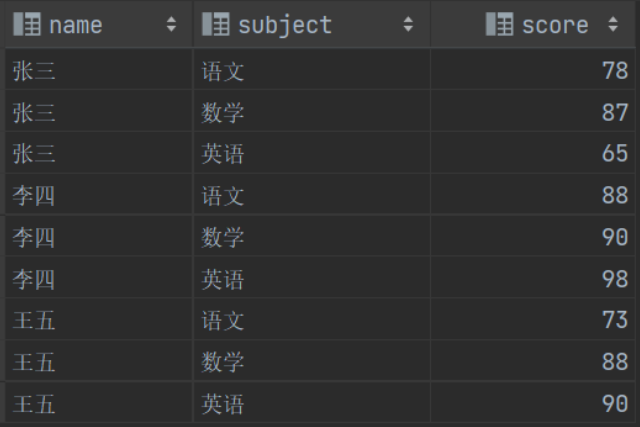 name subject score
张三 语文 78
张三 数学 87
张三 英语 65
李四 语文 88
李四 数学 90
李四 英语 98
王五 语文 73
王五 数学 88
王五 英语 90